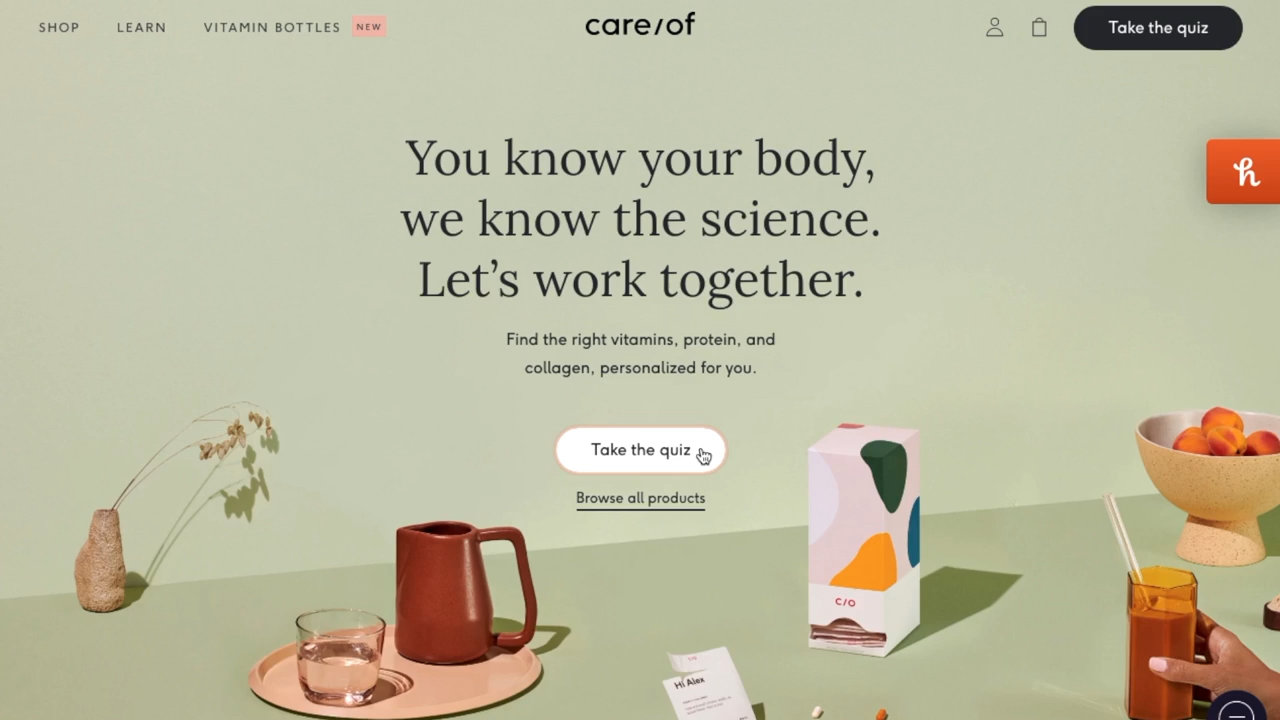 SHOP LEARN VITAMIN BOTTLES NEW
care/of
Take the quiz
You know your body,
we know the science.
Let’s work together.
Find the right vitamins, protein, and
collagen, personalized for you.
Take the quiz
Browse all products
h
C/O
C/O
Hi Alex